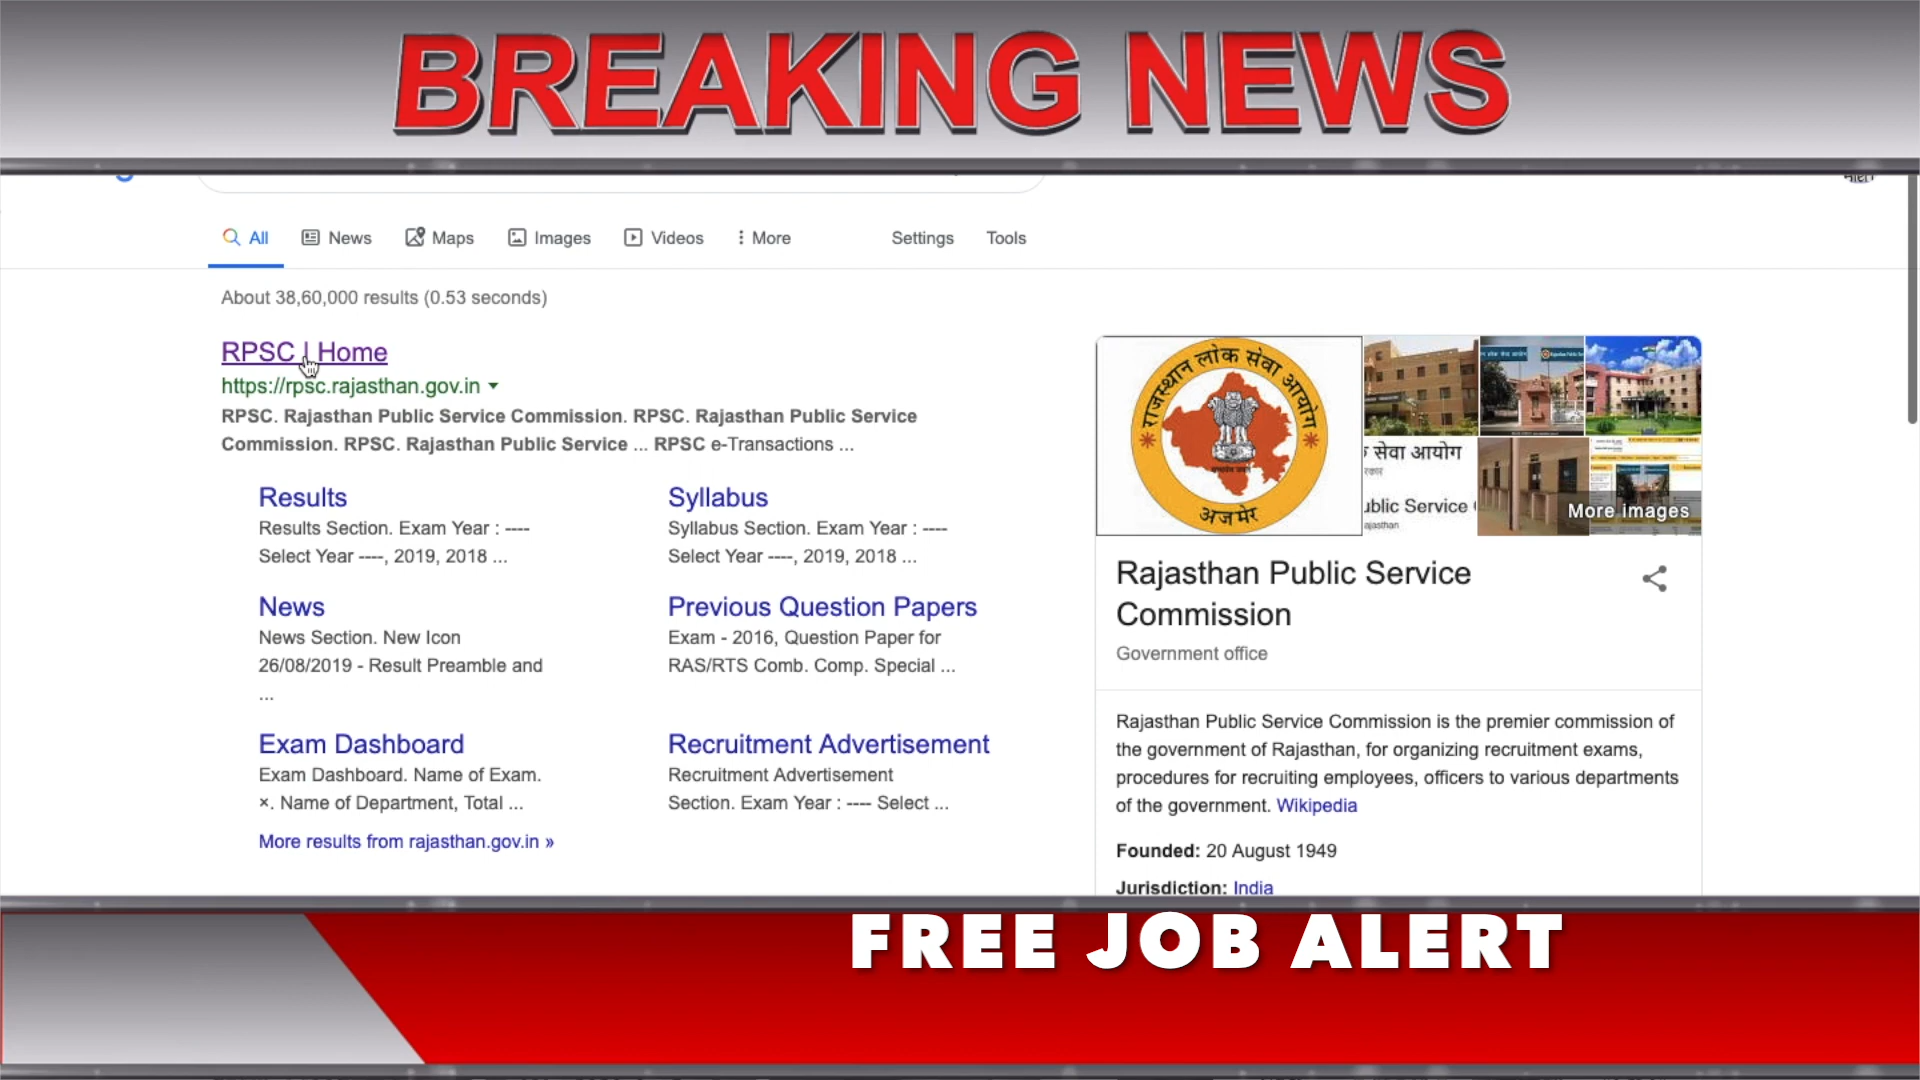 BREAKING NEWS
All
News
Maps
Images
Videos
More
Settings
Tools
About 38,60,000 results (0.53 seconds)
RPSC | Home
https://rpsc.rajasthan.gov.in
RPSC. Rajasthan Public Service Commission. RPSC. Rajasthan Public Service
Commission. RPSC. Rajasthan Public Service ... RPSC e-Transactions ...
Results
Results Section. Exam Year : ----
Select Year ----, 2019, 2018 ...
Syllabus
Syllabus Section. Exam Year : ----
Select Year ----, 2019, 2018 ...
News
News Section. New Icon
26/08/2019 - Result Preamble and
...
Previous Question Papers
Exam - 2016, Question Paper for
RAS/RTS Comb. Comp. Special ...
Exam Dashboard
Exam Dashboard. Name of Exam.
×. Name of Department, Total ...
Recruitment Advertisement
Recruitment Advertisement
Section. Exam Year : ---- Select ...
More results from rajasthan.gov.in »
राजस्थान लोक सेवा आयोग
अजमेर
सेवा आयोग
ublic Service
ajasthan
More images
Rajasthan Public Service
Commission
Government office
Rajasthan Public Service Commission is the premier commission of
the government of Rajasthan, for organizing recruitment exams,
procedures for recruiting employees, officers to various departments
of the government. Wikipedia
Founded: 20 August 1949
Jurisdiction: India
FREE JOB ALERT